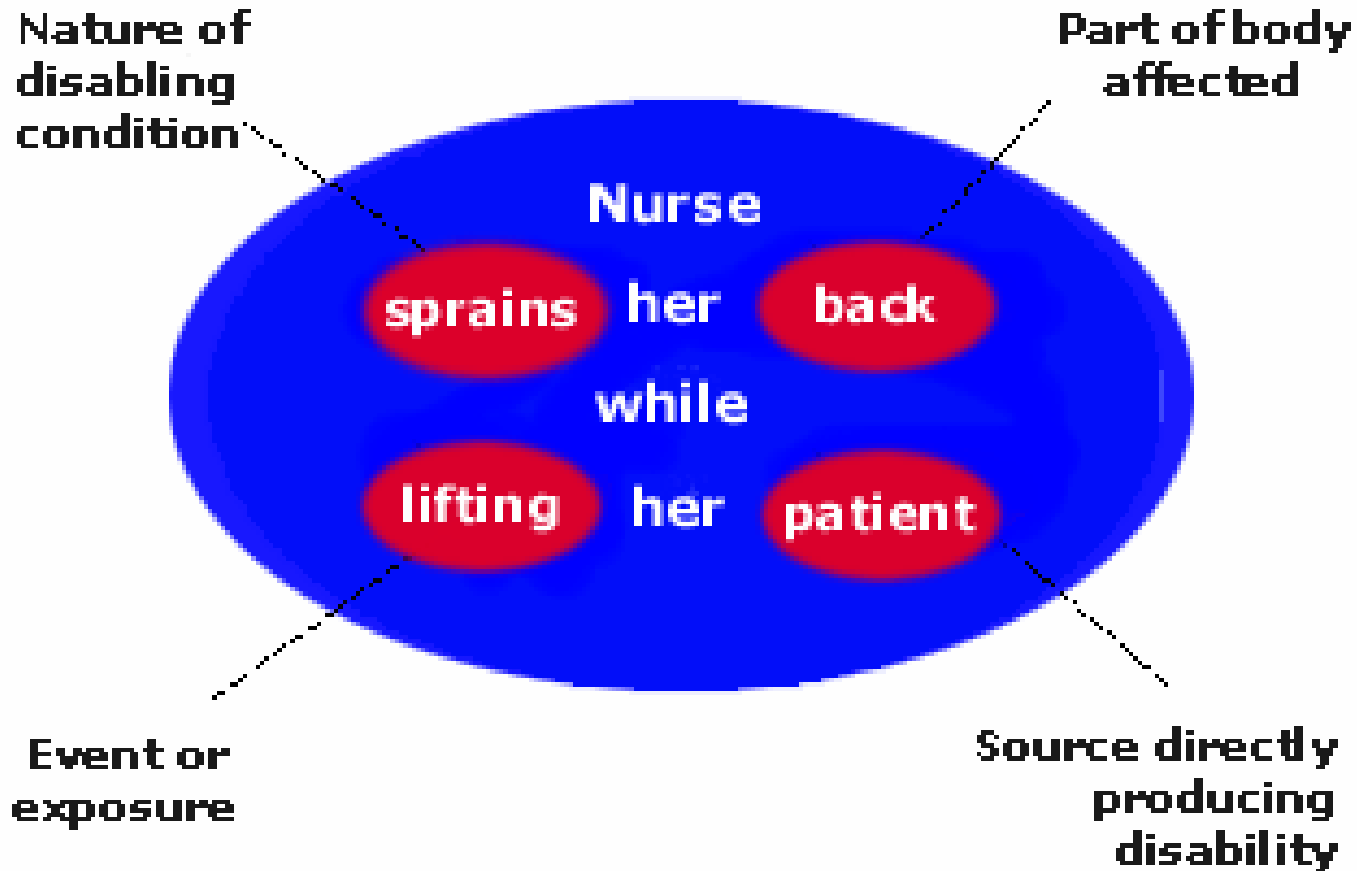 Nature of
disabling
condition
Part of body
affected
Nurse
sprains her back
while
lifting her patient
Event or
exposure
Source directly
producing
disability